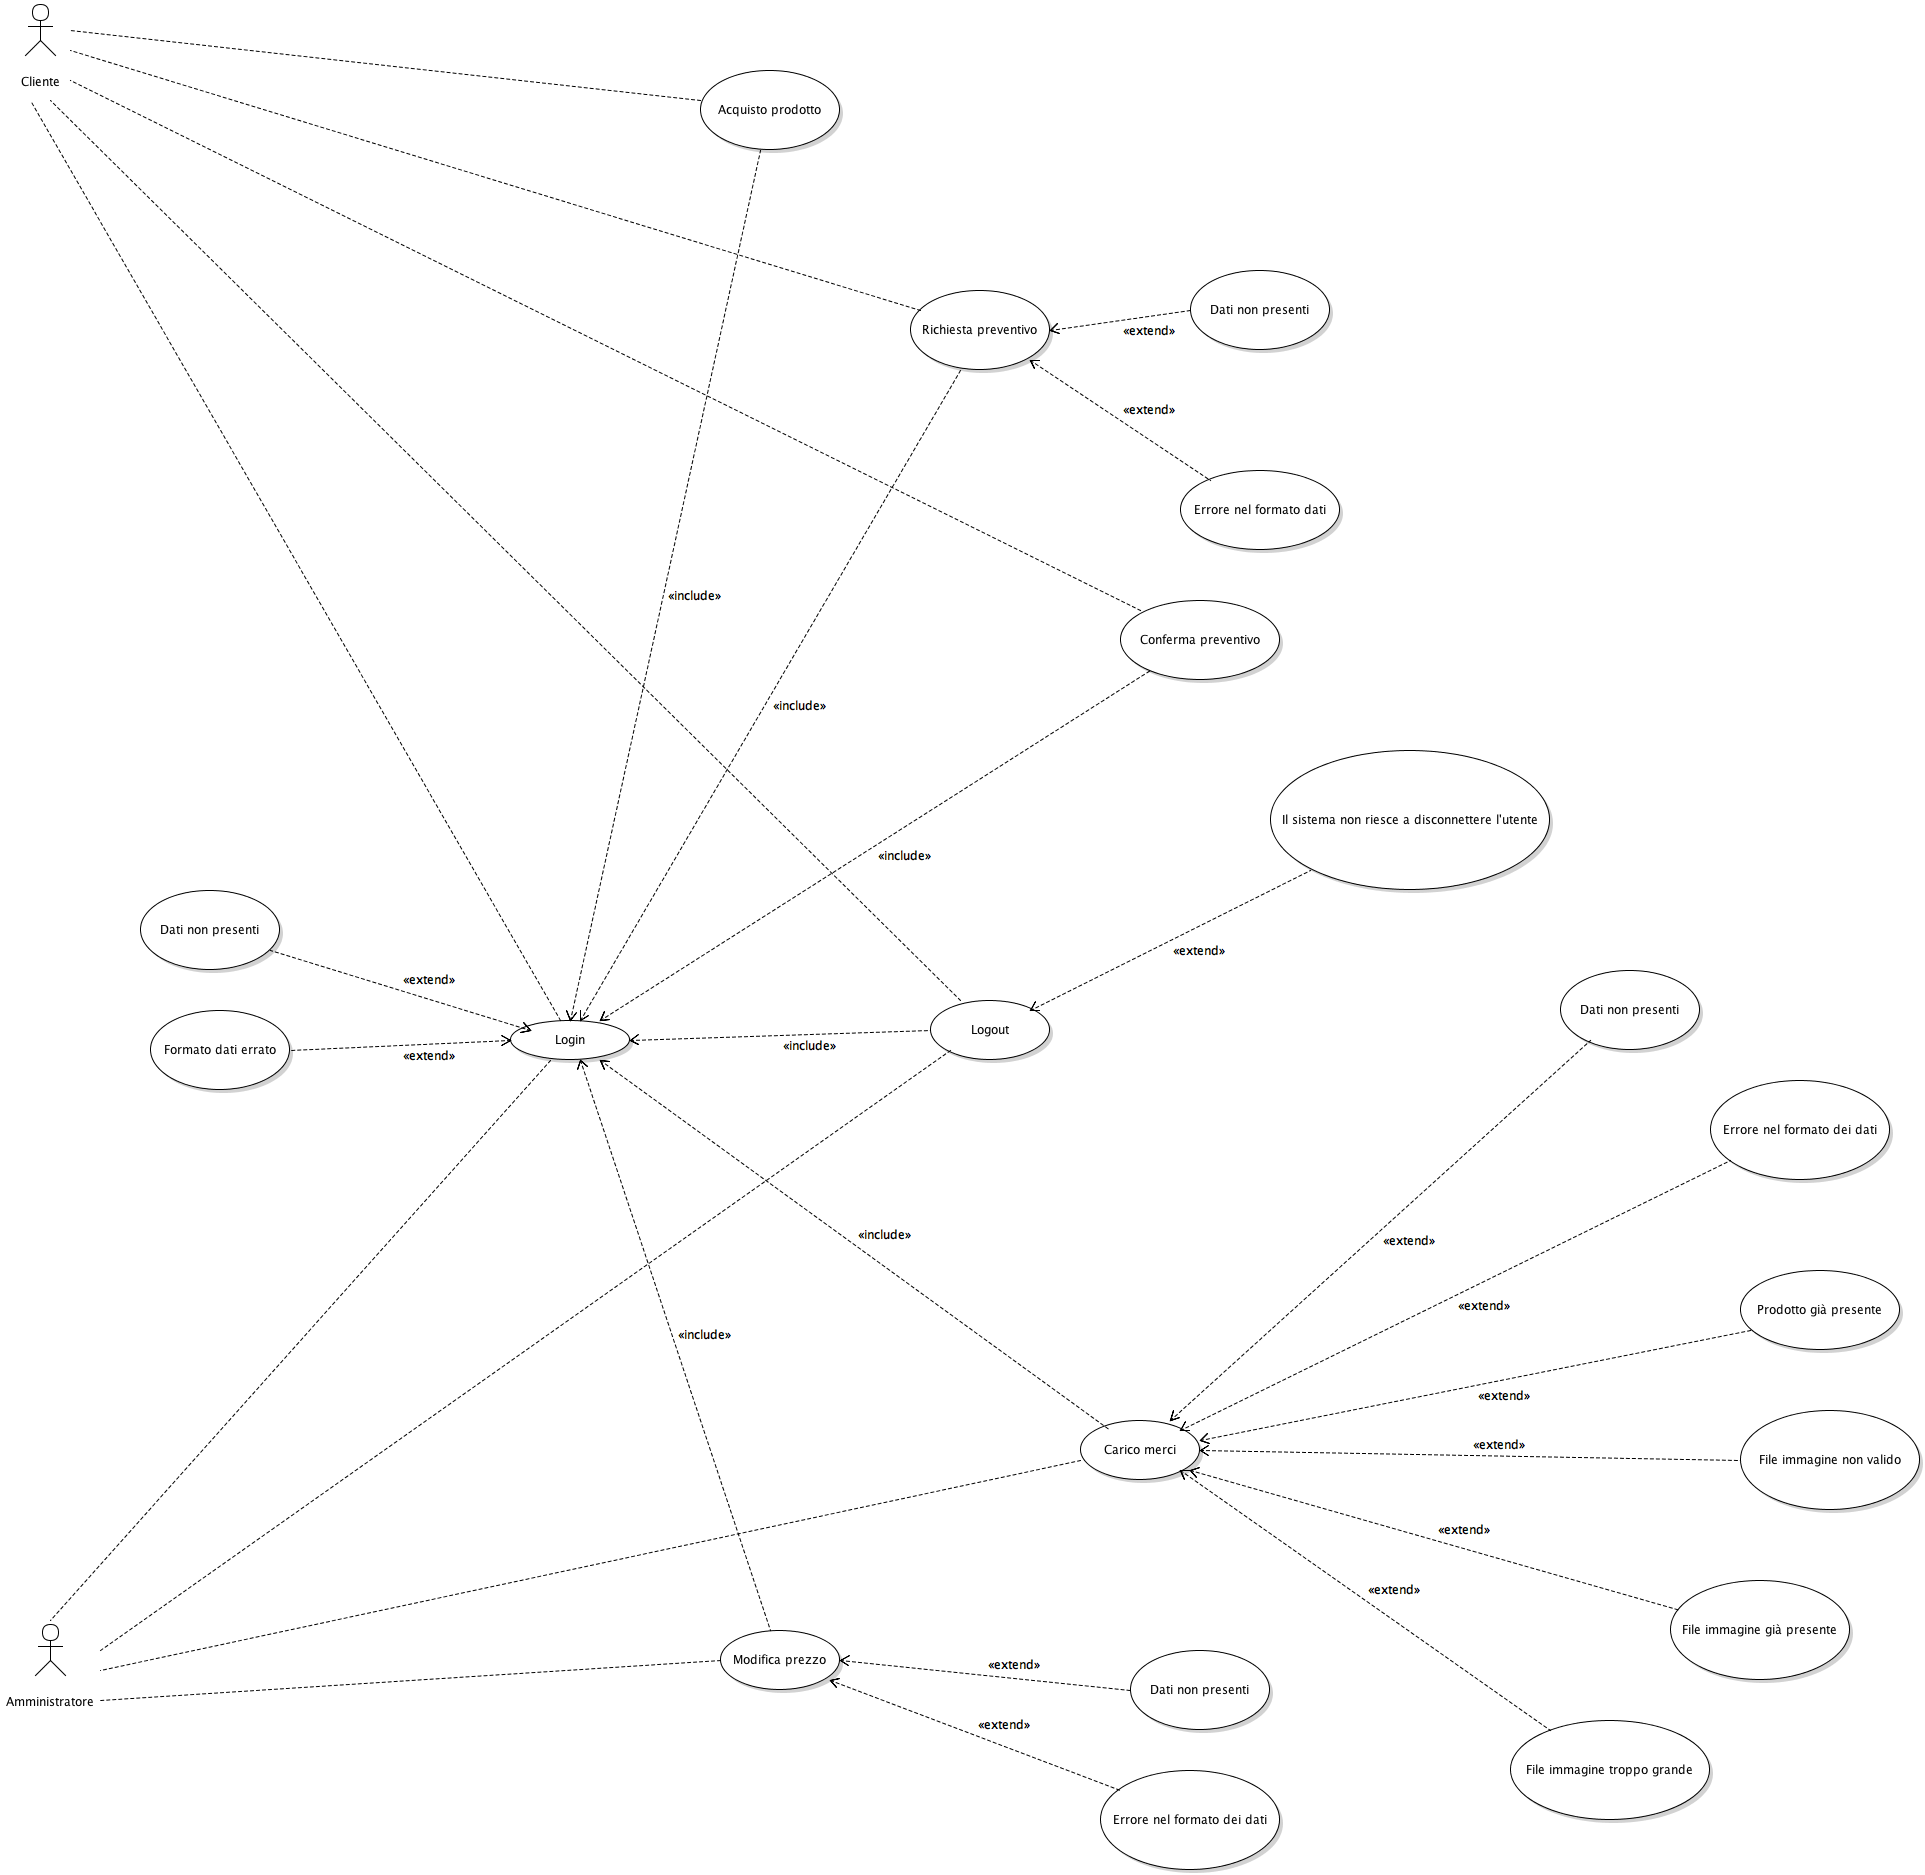 Cliente
Acquisto prodotto
Dati non presenti
Richiesta preventivo
«extend»
«extend»
Errore nel formato dati
«include»
Conferma preventivo
«include»
Il sistema non riesce a disconnettere l'utente
«include»
Dati non presenti
«extend»
«extend»
Dati non presenti
Logout
Login
«include»
Formato dati errato
«extend»
Errore nel formato dei dati
«include»
«extend»
«extend»
Prodotto già presente
«include»
«extend»
«extend»
Carico merci
File immagine non valido
«extend»
«extend»
File immagine già presente
Modifica prezzo
«extend»
Dati non presenti
Amministratore
«extend»
File immagine troppo grande
Errore nel formato dei dati